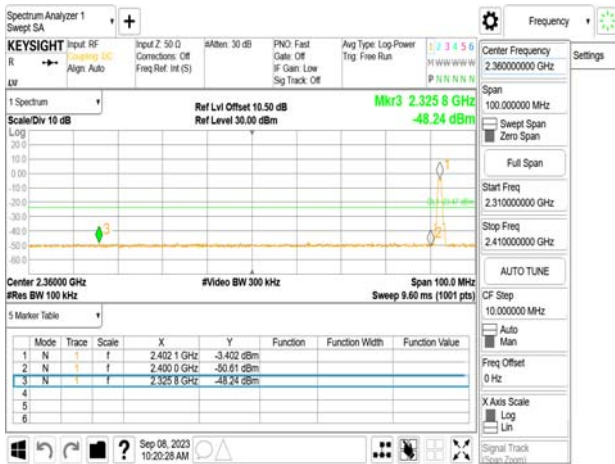 Spectrum Analyzer 1
Swept SA
+
Frequency
KEYSIGHT
Input: RF
Coupling: DC
Align: Auto
Input Z: 50 Ω
Corrections: Off
Freq Ref: Int (S)
#Atten: 30 dB
PNO: Fast
Gate: Off
IF Gain: Low
Sig Track: Off
Avg Type: Log-Power
Trig: Free Run
1 2 3 4 5 6
M W W W W W
P N N N N N
R
LXI
1 Spectrum
Scale/Div 10 dB
Ref Lvl Offset 10.50 dB
Ref Level 30.00 dBm
Mkr3 2.325 8 GHz
-48.24 dBm
Log
20.0
10.0
0.00
-10.0
-20.0
-30.0
-40.0
-50.0
-60.0
1
2
3
Center 2.36000 GHz
#Video BW 300 kHz
Span 100.0 MHz
#Res BW 100 kHz
Sweep 9.60 ms (1001 pts)
5 Marker Table
Mode Trace Scale X Y Function Function Width Function Value
1 N 1 f 2.402 1 GHz -3.402 dBm
2 N 1 f 2.400 0 GHz -50.61 dBm
3 N 1 f 2.325 8 GHz -48.24 dBm
4
5
6
Sep 08, 2023
10:20:28 AM
?
Settings
Center Frequency
2.360000000 GHz
Span
100.000000 MHz
Swept Span
Zero Span
Full Span
Start Freq
2.310000000 GHz
Stop Freq
2.410000000 GHz
AUTO TUNE
CF Step
10.000000 MHz
Auto
Man
Freq Offset
0 Hz
X Axis Scale
Log
Lin
Signal Track
(Span Zoom)